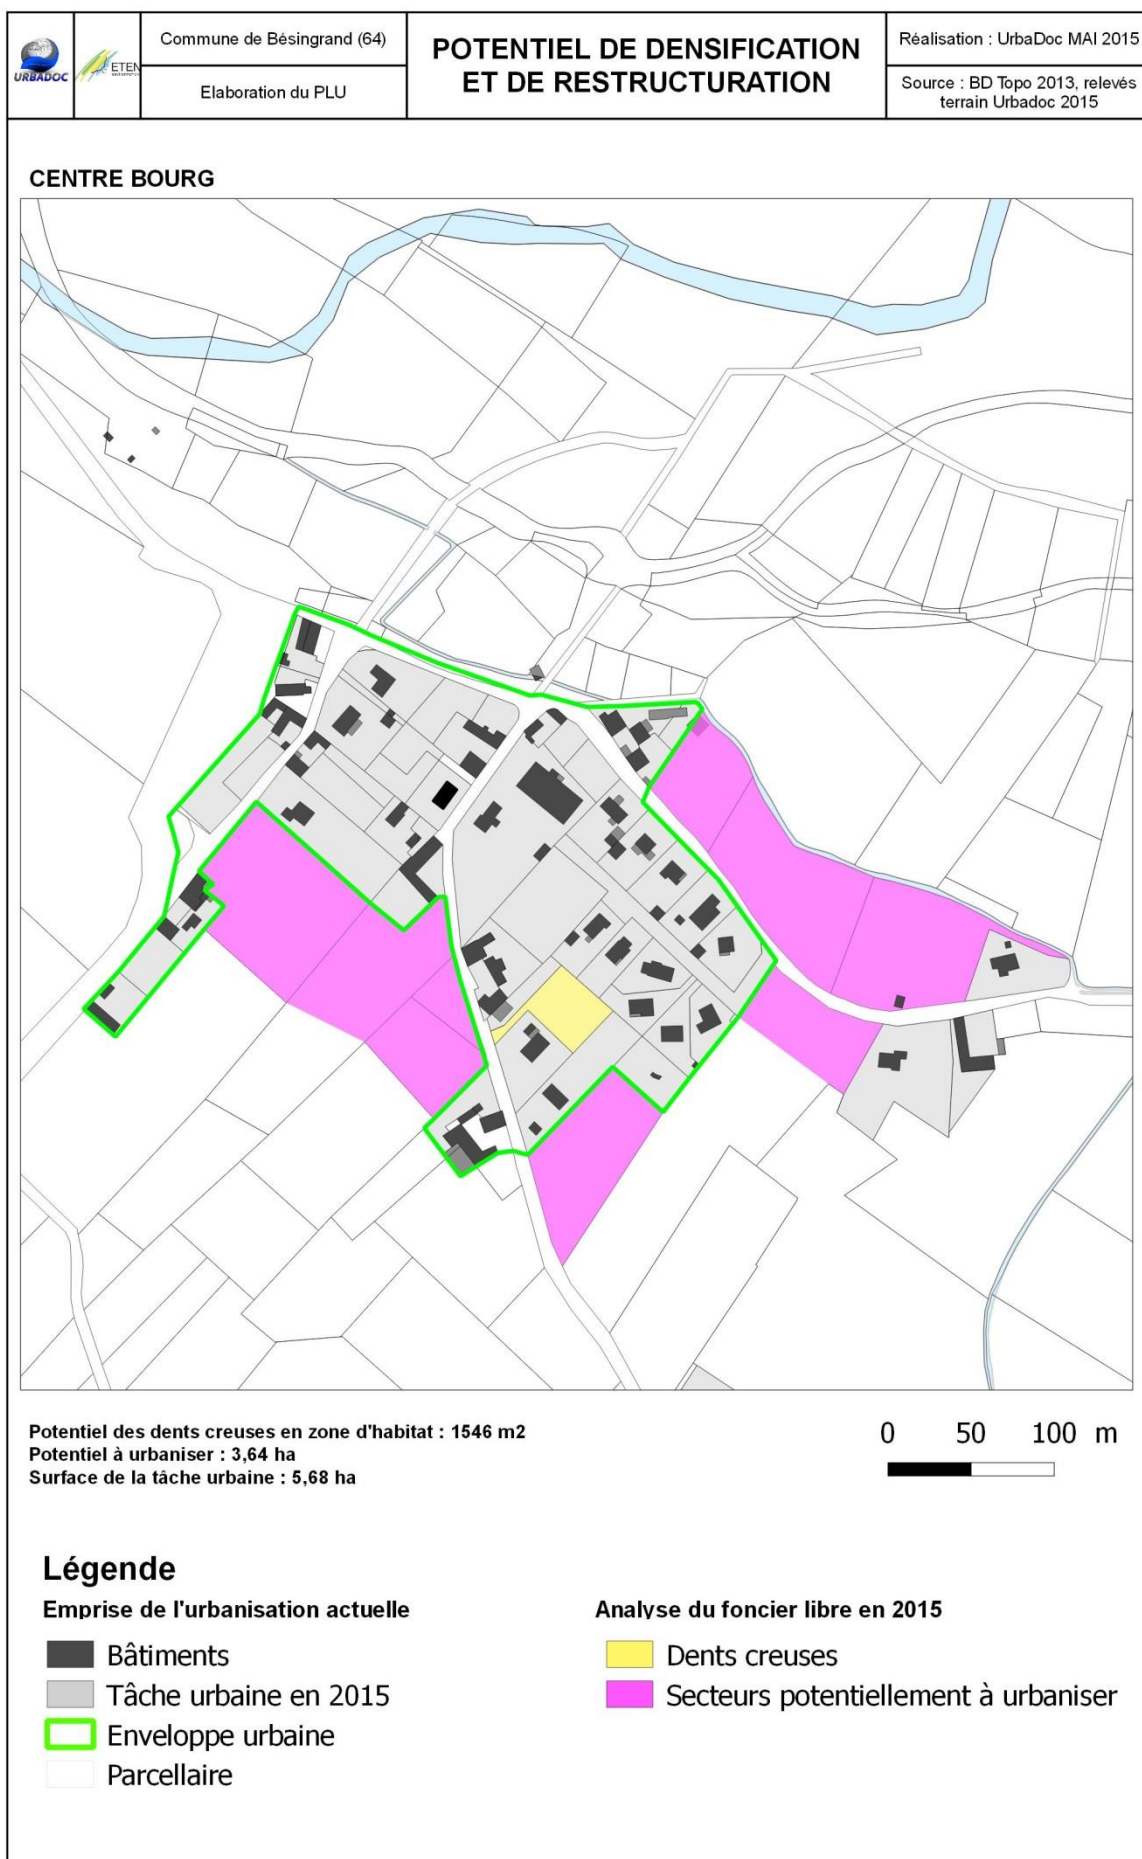 URBADOC
ETEN
Commune de Bésingrand (64)
Elaboration du PLU
POTENTIEL DE DENSIFICATION
ET DE RESTRUCTURATION
Réalisation : UrbaDoc MAI 2015
Source : BD Topo 2013, relevés
terrain Urbadoc 2015
CENTRE BOURG
Potentiel des dents creuses en zone d'habitat : 1546 m2
Potentiel à urbaniser : 3,64 ha
Surface de la tâche urbaine : 5,68 ha
0 50 100 m
Légende
Emprise de l'urbanisation actuelle
Bâtiments
Tâche urbaine en 2015
Enveloppe urbaine
Parcellaire
Analyse du foncier libre en 2015
Dents creuses
Secteurs potentiellement à urbaniser